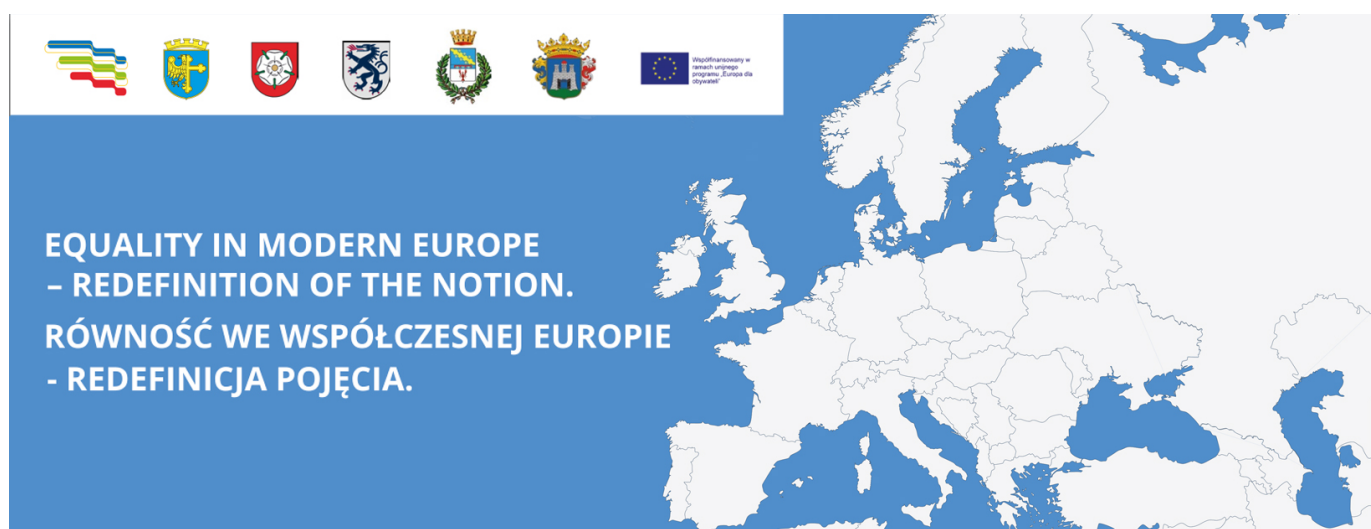 Współfinansowany w
ramach unijnego
programu „Europa dla
obywateli"
EQUALITY IN MODERN EUROPE
– REDEFINITION OF THE NOTION.
RÓWNOŚĆ WE WSPÓŁCZESNEJ EUROPIE
- REDEFINICJA POJĘCIA.